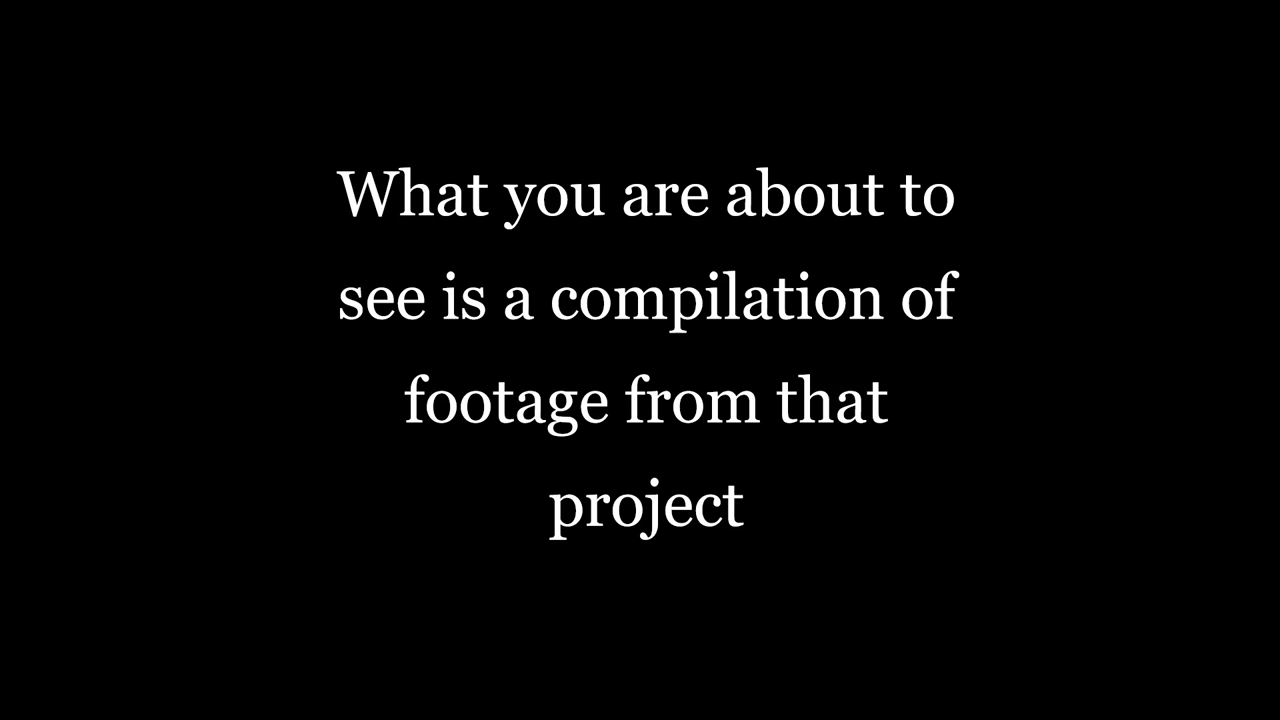 What you are about to
see is a compilation of
footage from that
project